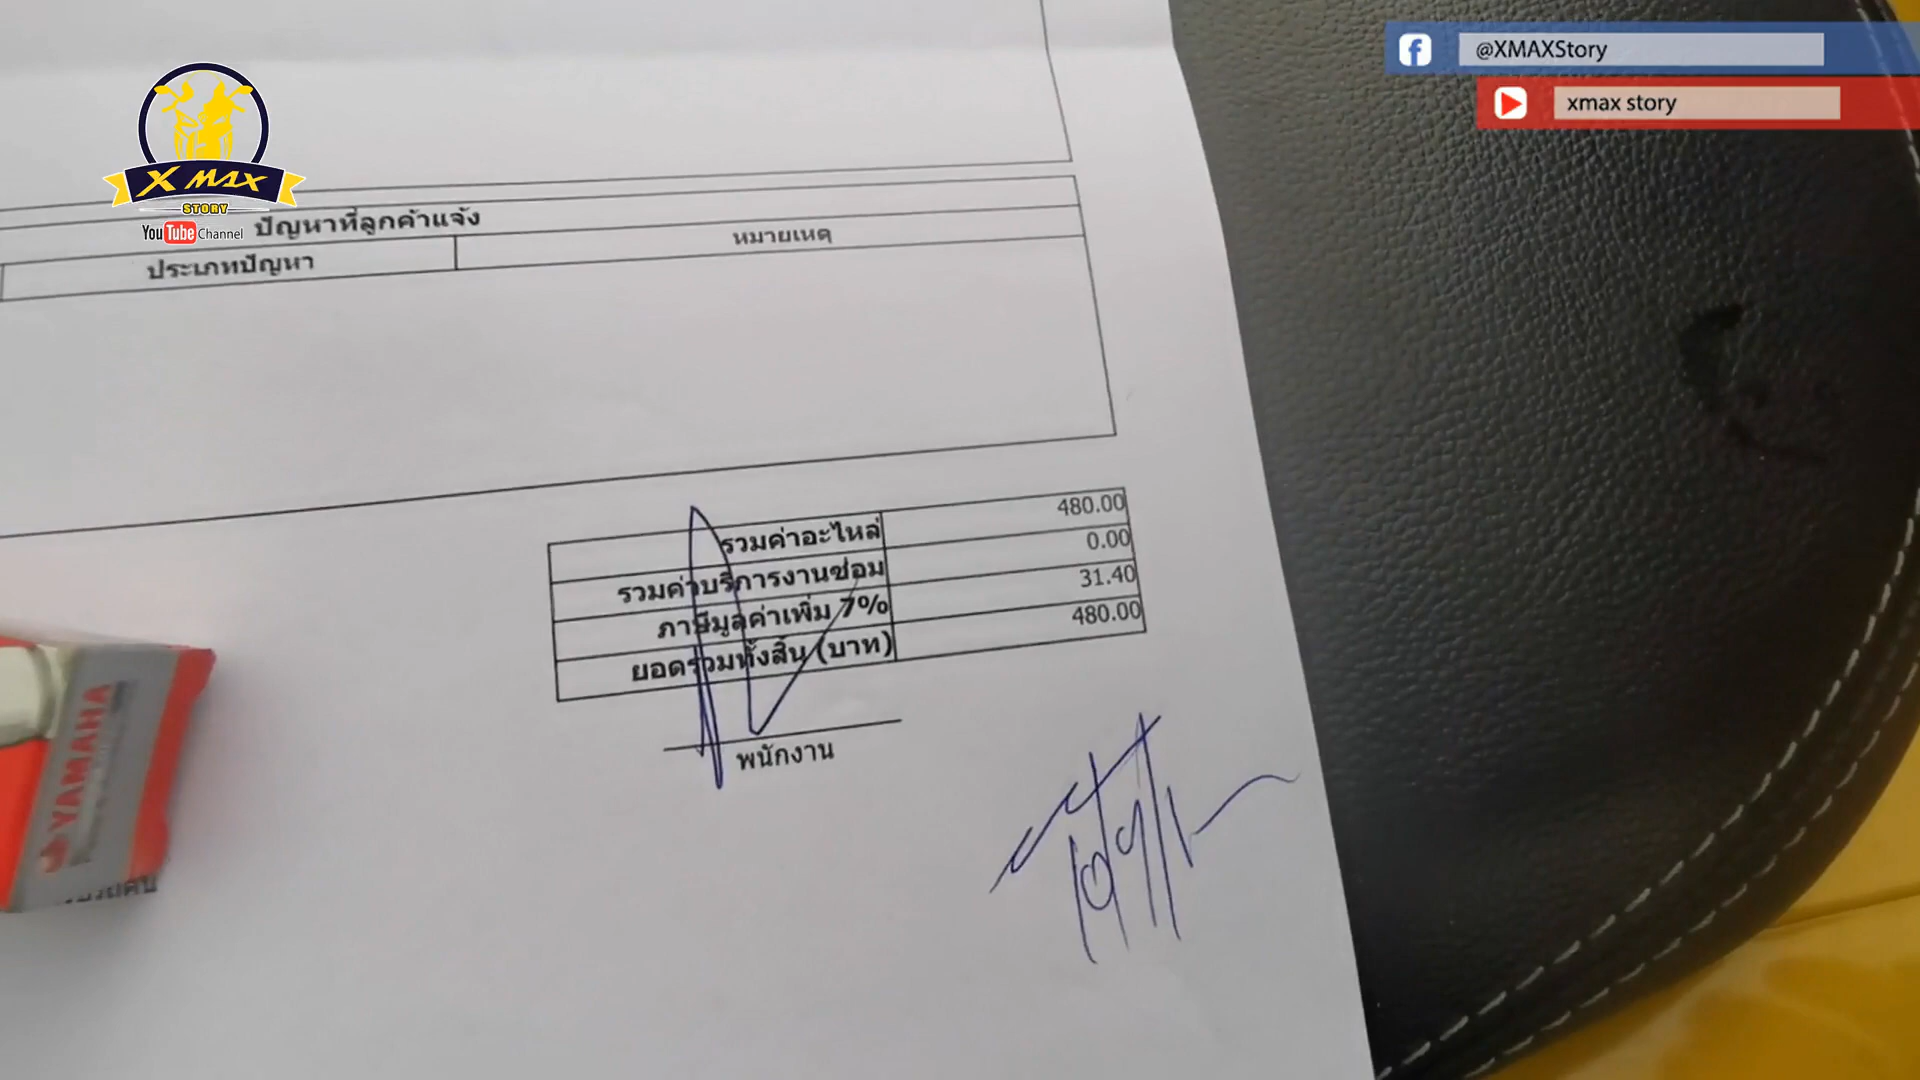 @XMAXStory
xmax story
X MAX
STORY
YouTube Channel
ปัญหาที่ลูกค้าแจ้ง
ประเภทปัญหา
หมายเหตุ
รวมค่าอะไหล่ 480.00
รวมค่าบริการงานซ่อม 0.00
ภาษีมูลค่าเพิ่ม 7% 31.40
ยอดรวมทั้งสิ้น (บาท) 480.00
พนักงาน
YAMAHA